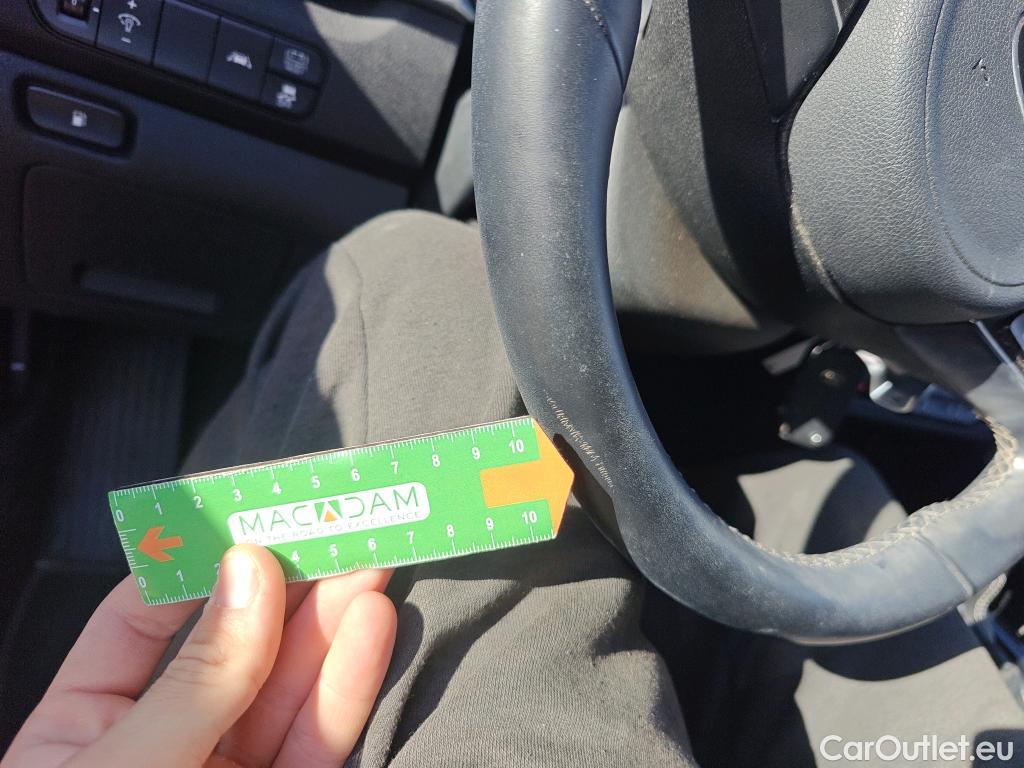 0 1 2 3 4 5 6 7 8 9 10
MACADAM
ON THE ROAD TO EXCELLENCE
0 1 2 4 5 6 7 8 9 10
CarOutlet.eu